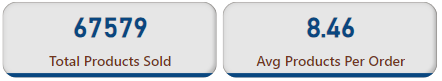 67579
Total Products Sold
8.46
Avg Products Per Order